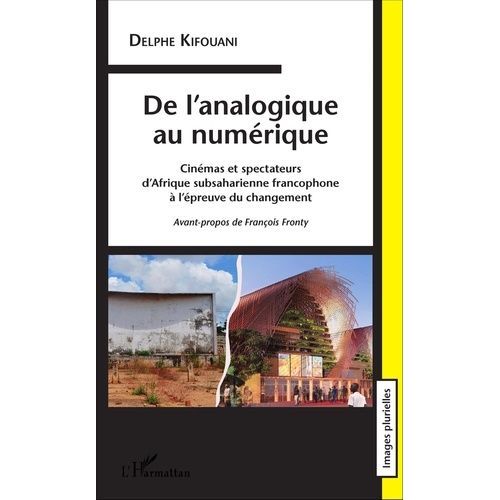 DELPHE KIFOUANI
De l'analogique
au numérique
Cinémas et spectateurs
d'Afrique subsaharienne francophone
à l'épreuve du changement
Avant-propos de François Fronty
Images plurielles
L'Harmattan